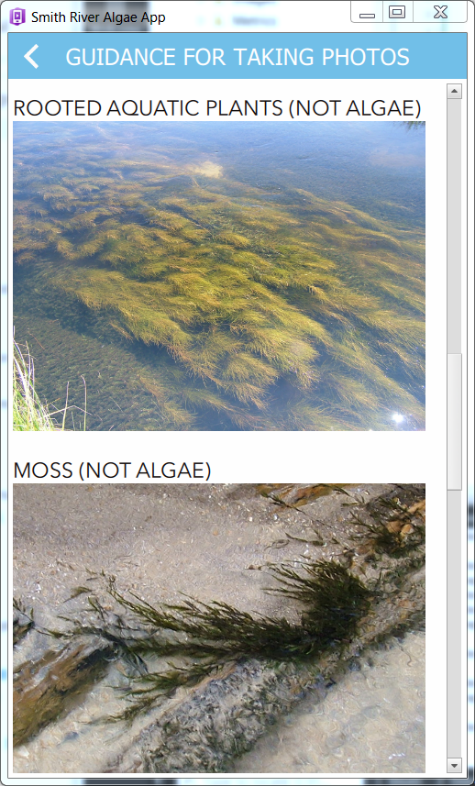 Smith River Algae App
GUIDANCE FOR TAKING PHOTOS
ROOTED AQUATIC PLANTS (NOT ALGAE)
MOSS (NOT ALGAE)